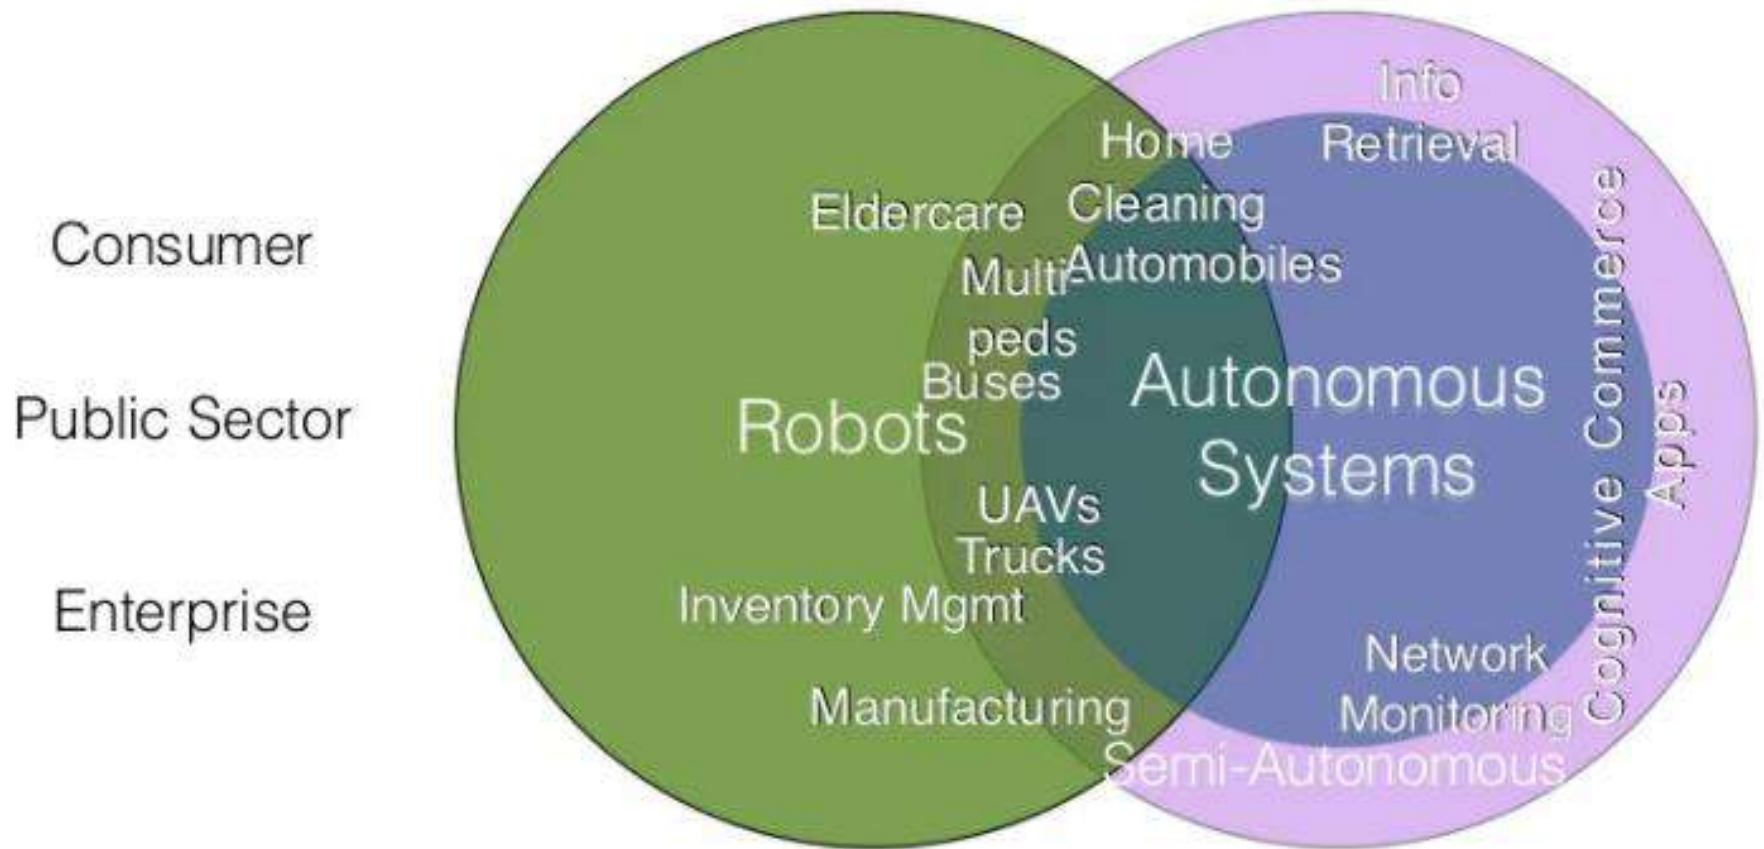 Consumer
Public Sector
Enterprise
Eldercare
Multi-
peds
Buses
Robots
UAVs
Trucks
Inventory Mgmt
Manufacturing
Home
Cleaning
Automobiles
Autonomous
Systems
Info
Retrieval
Cognitive Commerce
Apps
Network
Monitoring
Semi-Autonomous